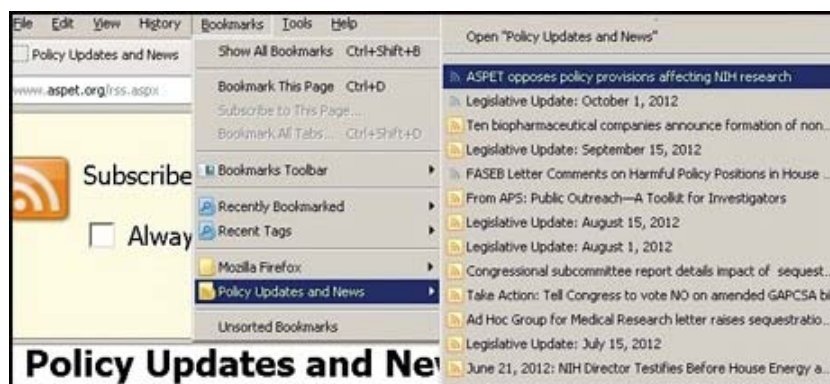 File Edit View History Bookmarks Tools Help
Policy Updates and News
www.aspet.org/rss.aspx
Subscribe
Alway
Policy Updates and Ne
Show All Bookmarks Ctrl+Shift+B
Bookmark This Page Ctrl+D
Subscribe to This Page...
Bookmark All Tabs... Ctrl+Shift+D
Bookmarks Toolbar
Recently Bookmarked
Recent Tags
Mozilla Firefox
Policy Updates and News
Unsorted Bookmarks
Open "Policy Updates and News"
ASPET opposes policy provisions affecting NIH research
Legislative Update: October 1, 2012
Ten biopharmaceutical companies announce formation of non...
Legislative Update: September 15, 2012
FASEB Letter Comments on Harmful Policy Positions in House ...
From APS: Public Outreach—A Toolkit for Investigators
Legislative Update: August 15, 2012
Legislative Update: August 1, 2012
Congressional subcommittee report details impact of sequest...
Take Action: Tell Congress to vote NO on amended GAPCSA bi
Ad Hoc Group for Medical Research letter raises sequestratio...
Legislative Update: July 15, 2012
June 21, 2012: NIH Director Testifies Before House Energy a...